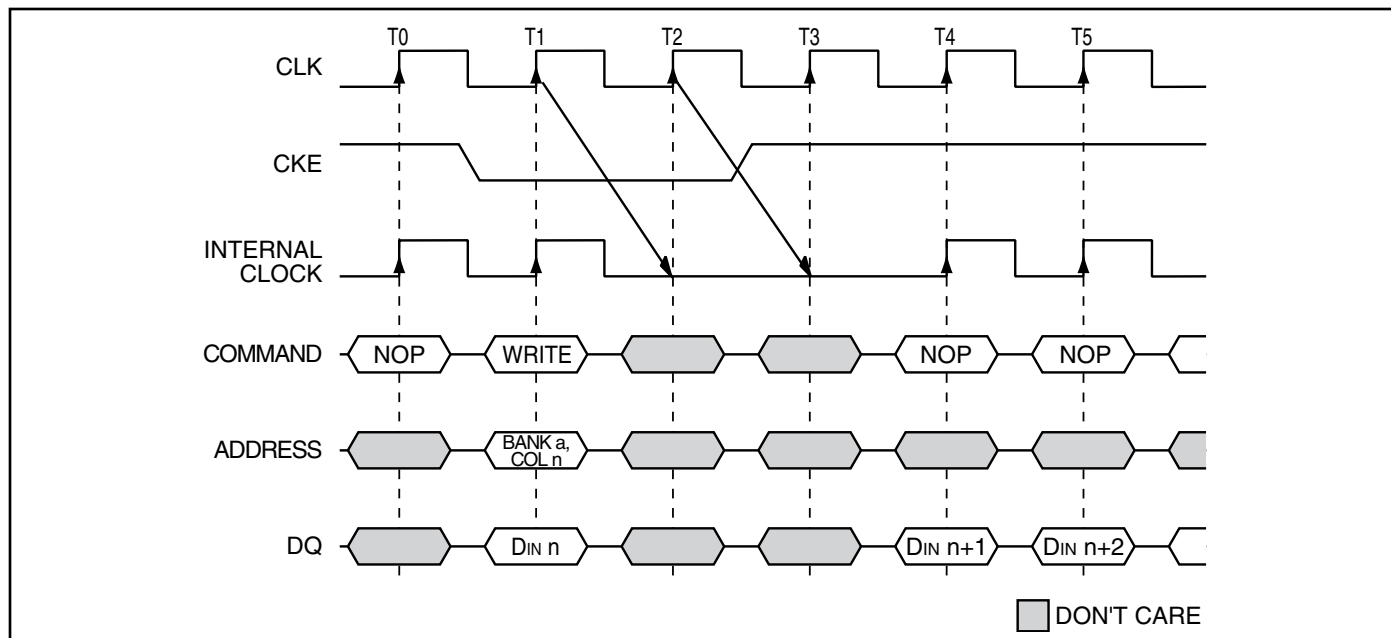 T0 T1 T2 T3 T4 T5
CLK
CKE
INTERNAL
CLOCK
COMMAND NOP WRITE NOP NOP
ADDRESS BANK a,
COL n
DQ DIN n DIN n+1 DIN n+2
DON'T CARE